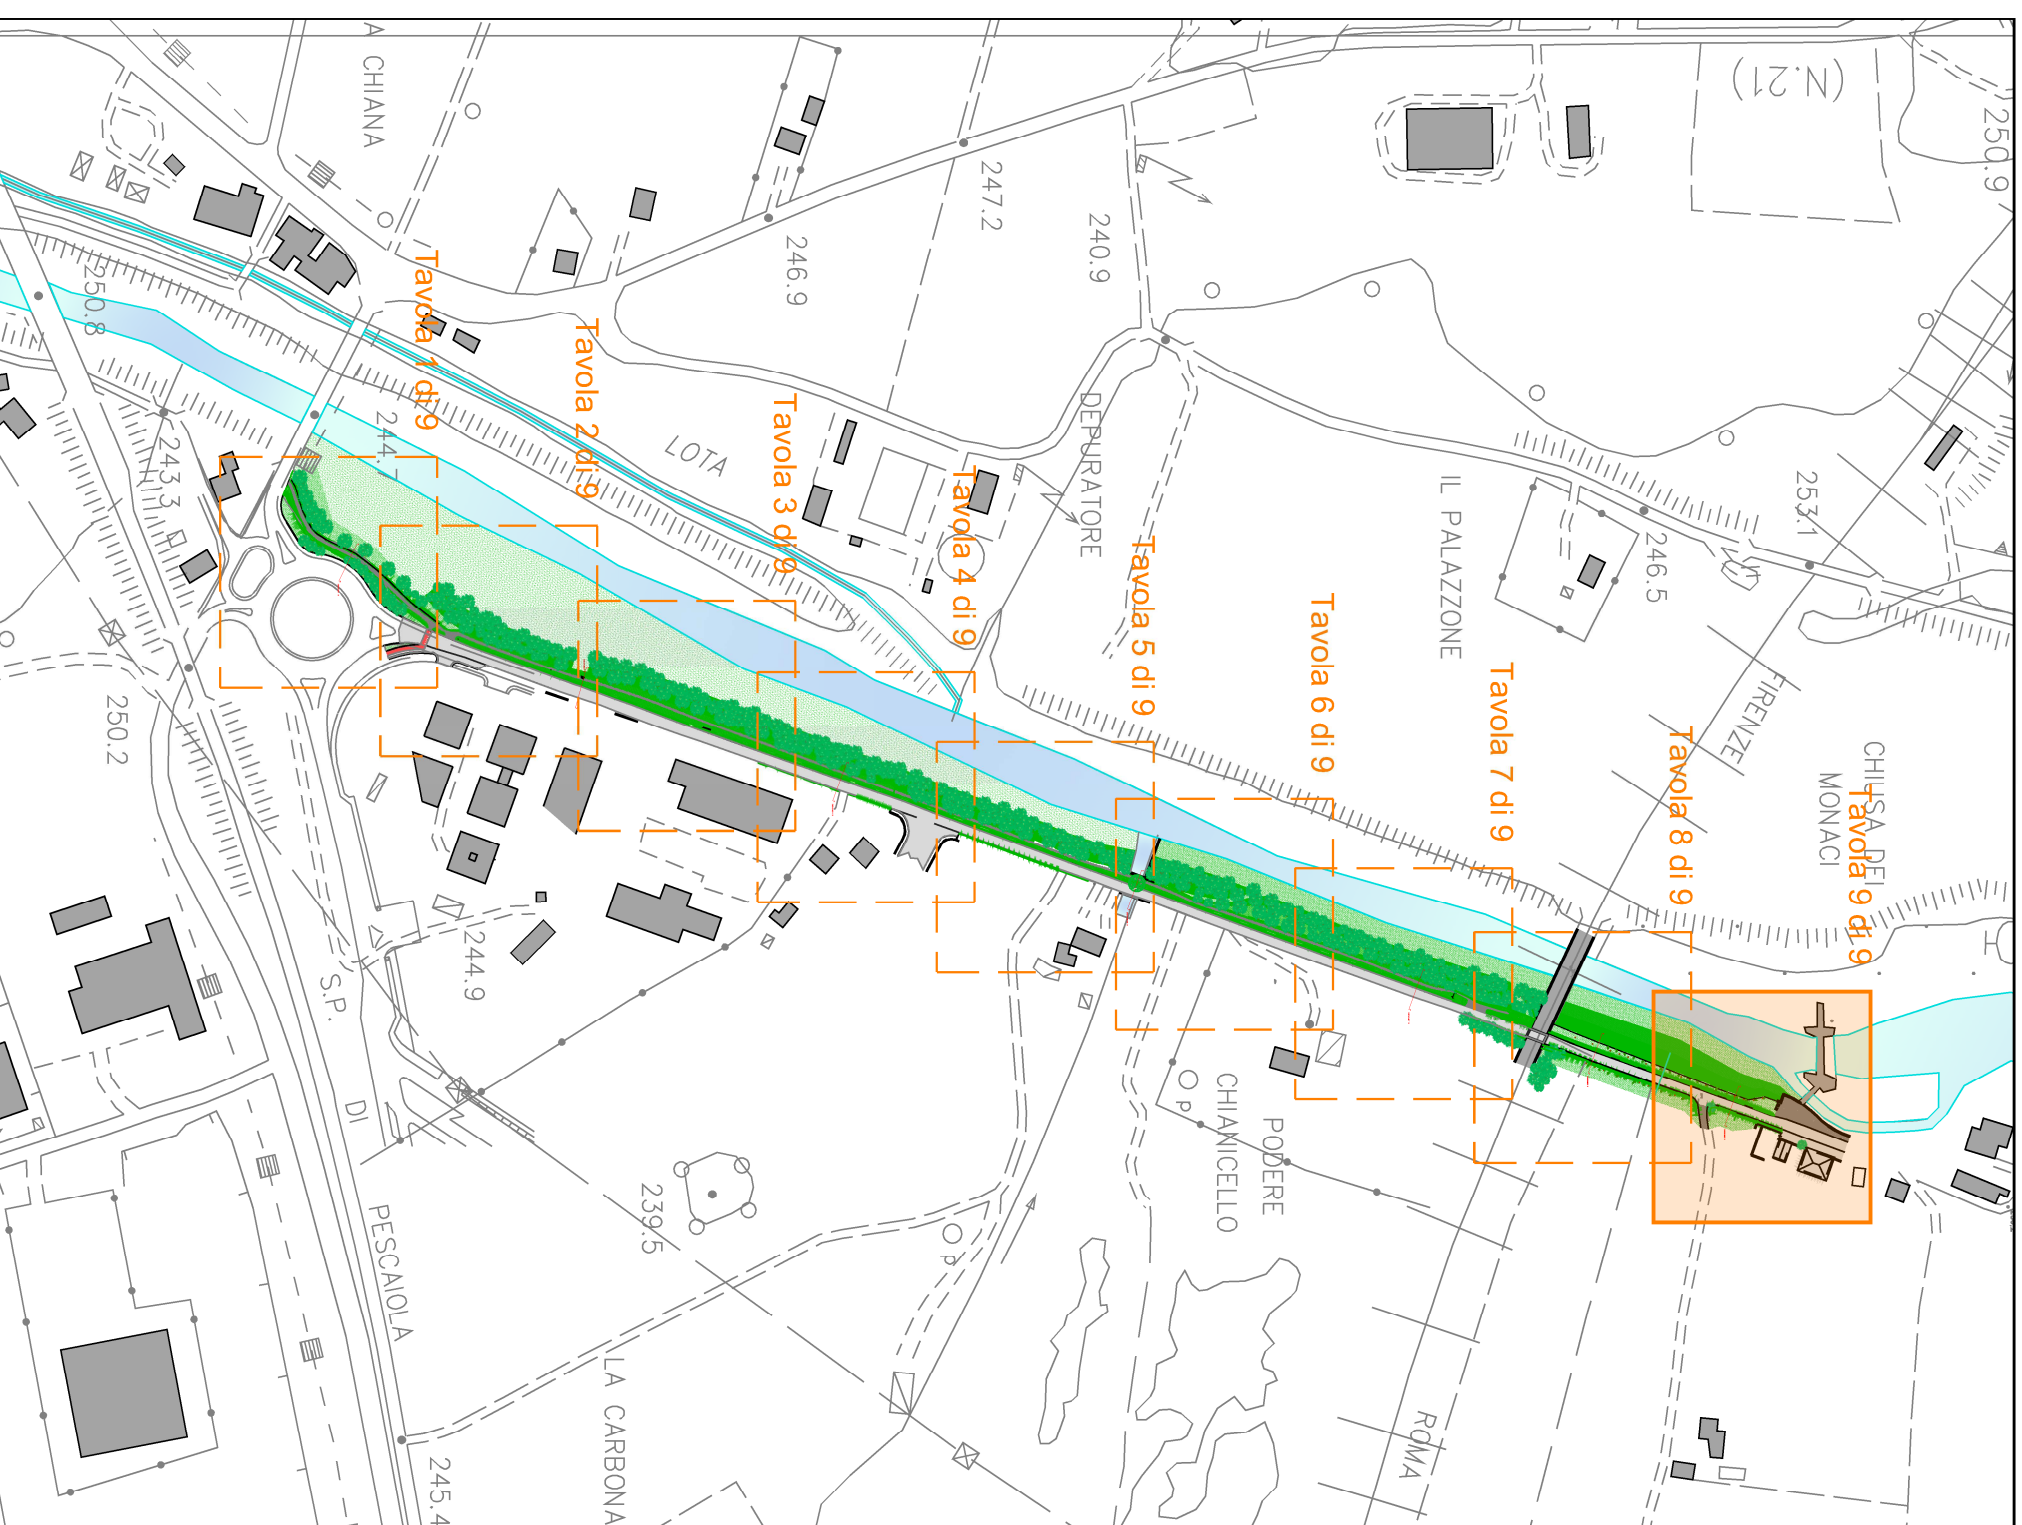 A CHIANA
(N.21)
250.9
247.2
240.9
246.9
250.8
Tavola 1 di 9
Tavola 2 di 9
Tavola 3 di 9
Tavola 4 di 9
Tavola 5 di 9
Tavola 6 di 9
Tavola 7 di 9
Tavola 8 di 9
Tavola 9 di 9
LOTA
DEPURATORE
IL PALAZZONE
253.1
246.5
243.3
FIRENZE
CHIUSA DEI
MONACI
250.2
244.9
S.P.
DI
PESCAIOLA
239.5
p
p
PODERE
CHIANICELLO
LA CARBONA
ROMA
245.4